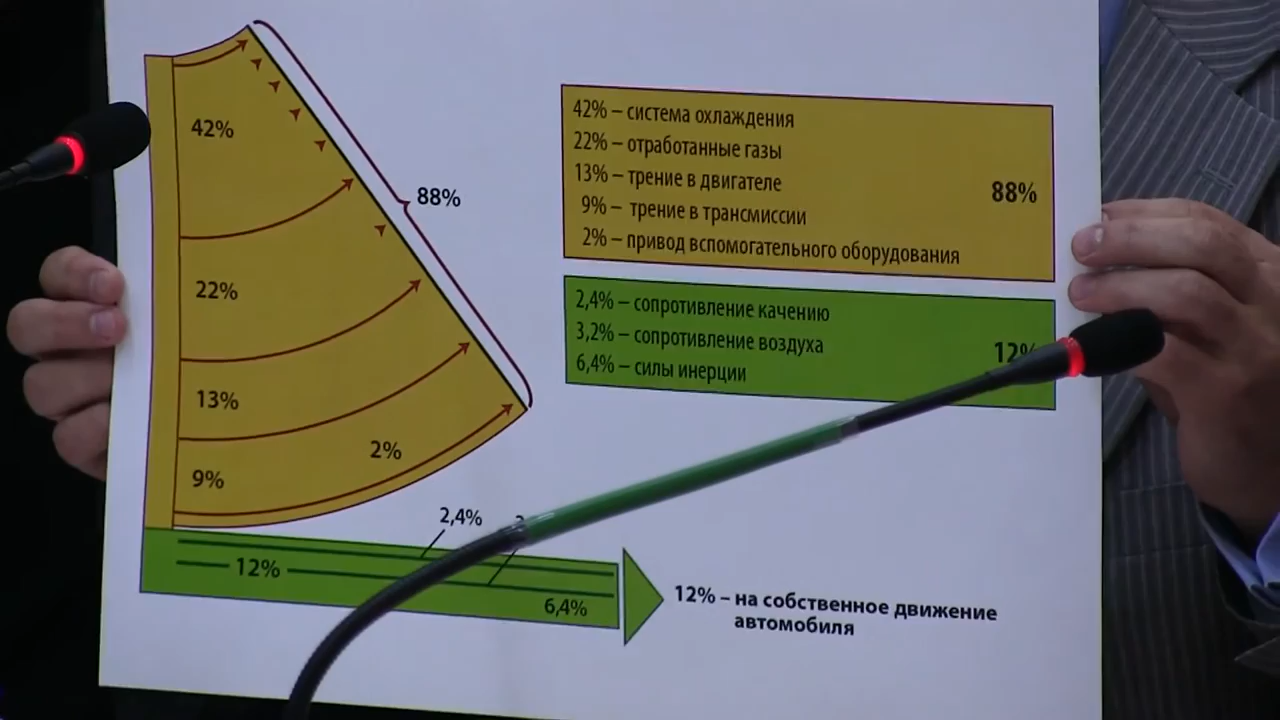 42%
22%
13%
2%
9%
88%
42% – система охлаждения
22% – отработанные газы
13% – трение в двигателе
9% – трение в трансмиссии
2% – привод вспомогательного оборудования
88%
2,4% – сопротивление качению
3,2% – сопротивление воздуха
6,4% – силы инерции
12%
2,4%
12%
6,4%
12% – на собственное движение
автомобиля